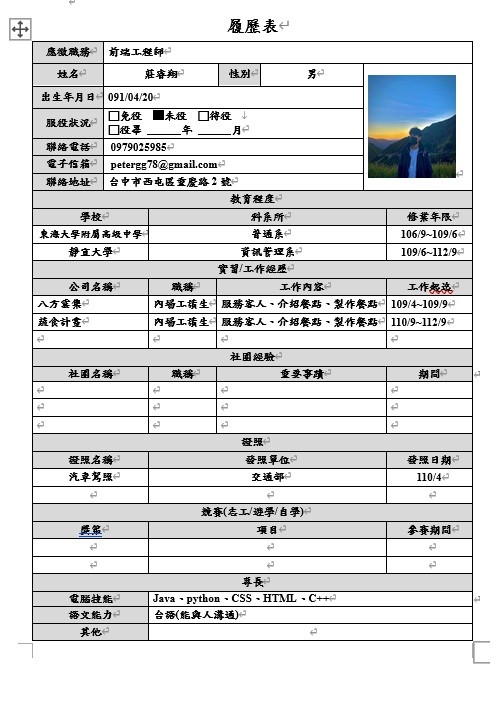 履歷表
應徵職務 前端工程師
姓名 莊睿翔 性別 男
出生年月日 091/04/20
服役狀況 □免役 ■未役 □待役
□役畢 ______年 ______月
聯絡電話 0979025985
電子信箱 petergg78@gmail.com
聯絡地址 台中市西屯區重慶路 2 號
教育程度
學校 科系所 修業年限
東海大學附屬高級中學 普通系 106/9~109/6
靜宜大學 資訊管理系 109/6~112/9
實習/工作經歷
公司名稱 職稱 工作內容 工作起迄
八方雲集 內場工讀生 服務客人、介紹餐點、製作餐點 109/4~109/9
蔬食計畫 內場工讀生 服務客人、介紹餐點、製作餐點 110/9~112/9
社團經驗
社團名稱 職稱 重要事蹟 期間
證照
證照名稱 發照單位 發照日期
汽車駕照 交通部 110/4
競賽(志工/遊學/自學)
獎第 項目 參賽期間
專長
電腦技能 Java、python、CSS、HTML、C++
語文能力 台語(能與人溝通)
其他